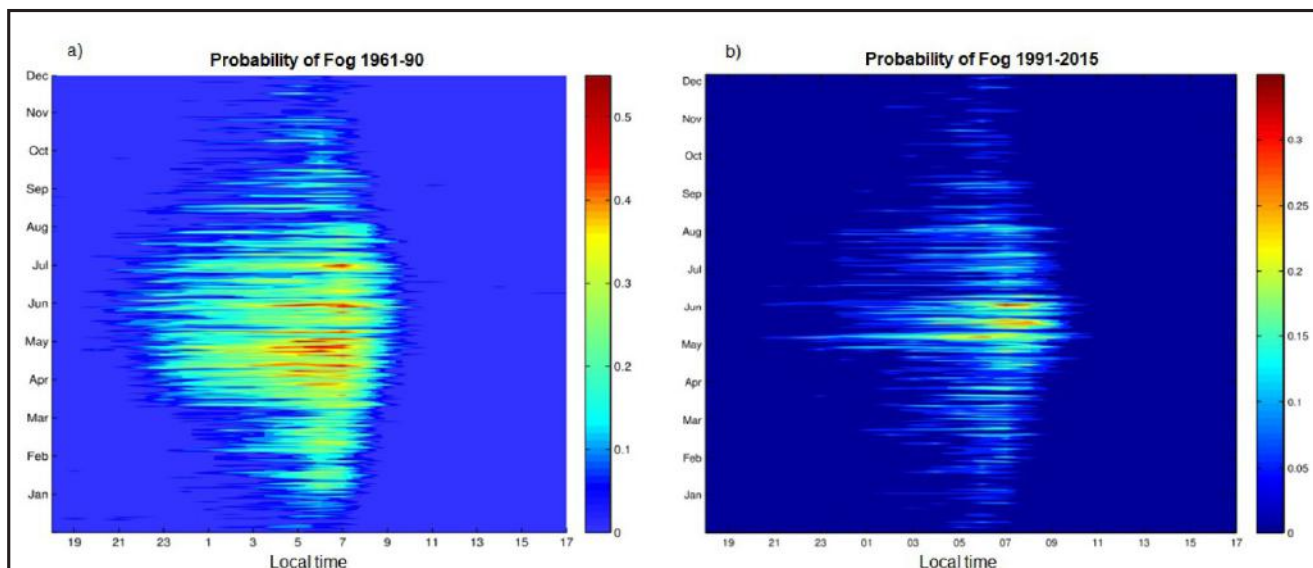 a)
Probability of Fog 1961-90
Dec
Nov
Oct
Sep
Aug
Jul
Jun
May
Apr
Mar
Feb
Jan
19 21 23 1 3 5 7 9 11 13 15 17
Local time
0.5
0.4
0.3
0.2
0.1
0
b)
Probability of Fog 1991-2015
Dec
Nov
Oct
Sep
Aug
Jul
Jun
May
Apr
Mar
Feb
Jan
19 21 23 01 03 05 07 09 11 13 15 17
Local time
0.3
0.25
0.2
0.15
0.1
0.05
0